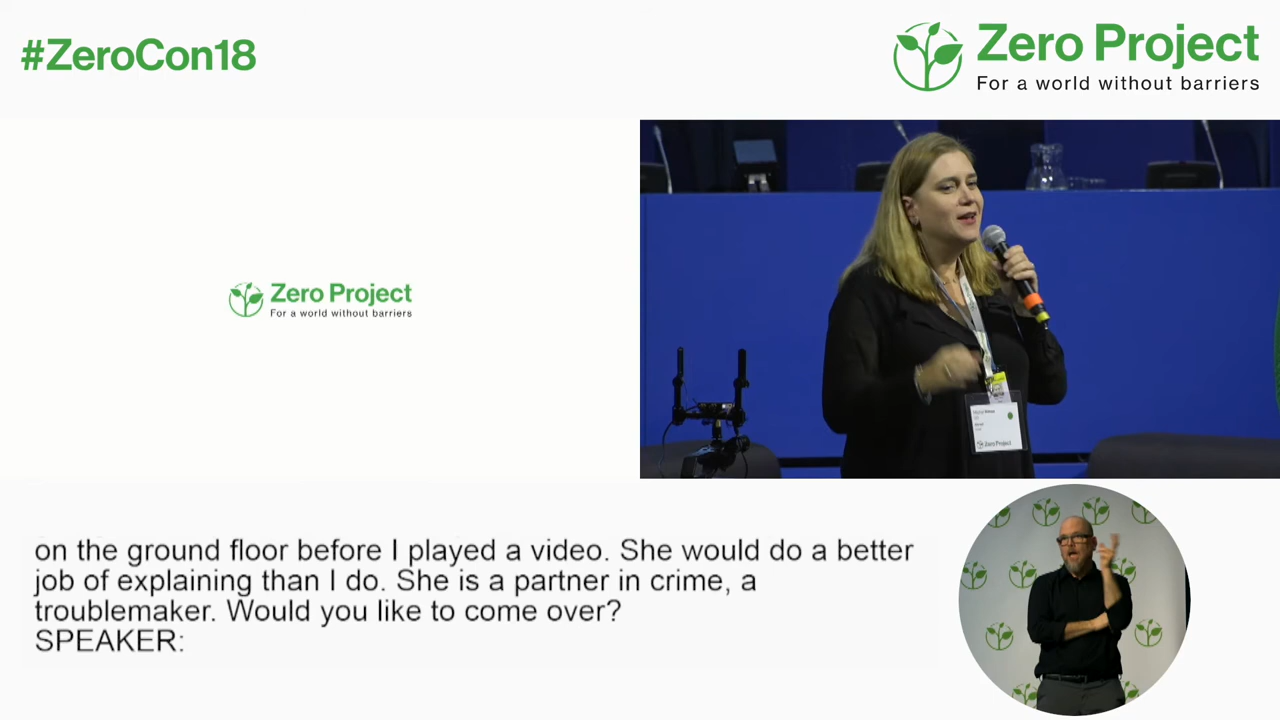 #ZeroCon18
Zero Project
For a world without barriers
Zero Project
For a world without barriers
Zero Project
on the ground floor before I played a video. She would do a better
job of explaining than I do. She is a partner in crime, a
troublemaker. Would you like to come over?
SPEAKER: